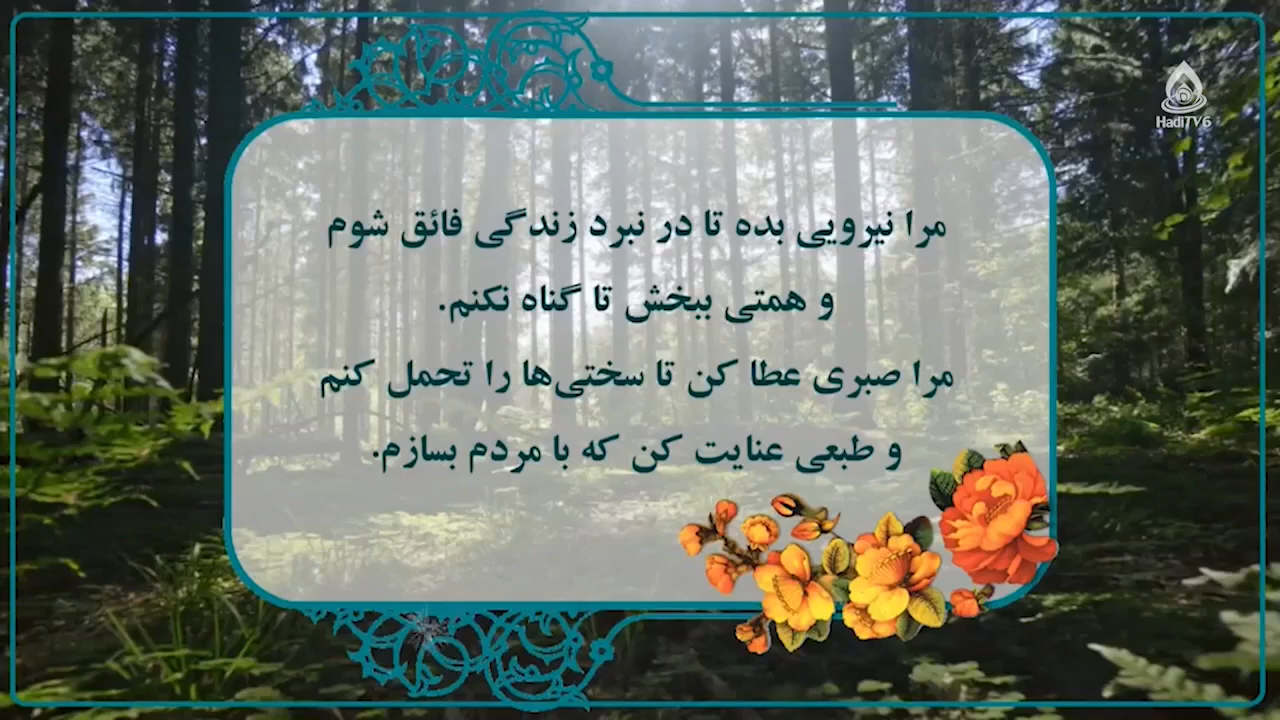 HadiTV6
مرا نیرویی بده تا در نبرد زندگی فائق شوم
و همتی ببخش تا گناه نکنم.
مرا صبری عطا کن تا سختی‌ها را تحمل کنم
و طبعی عنایت کن که با مردم بسازم.